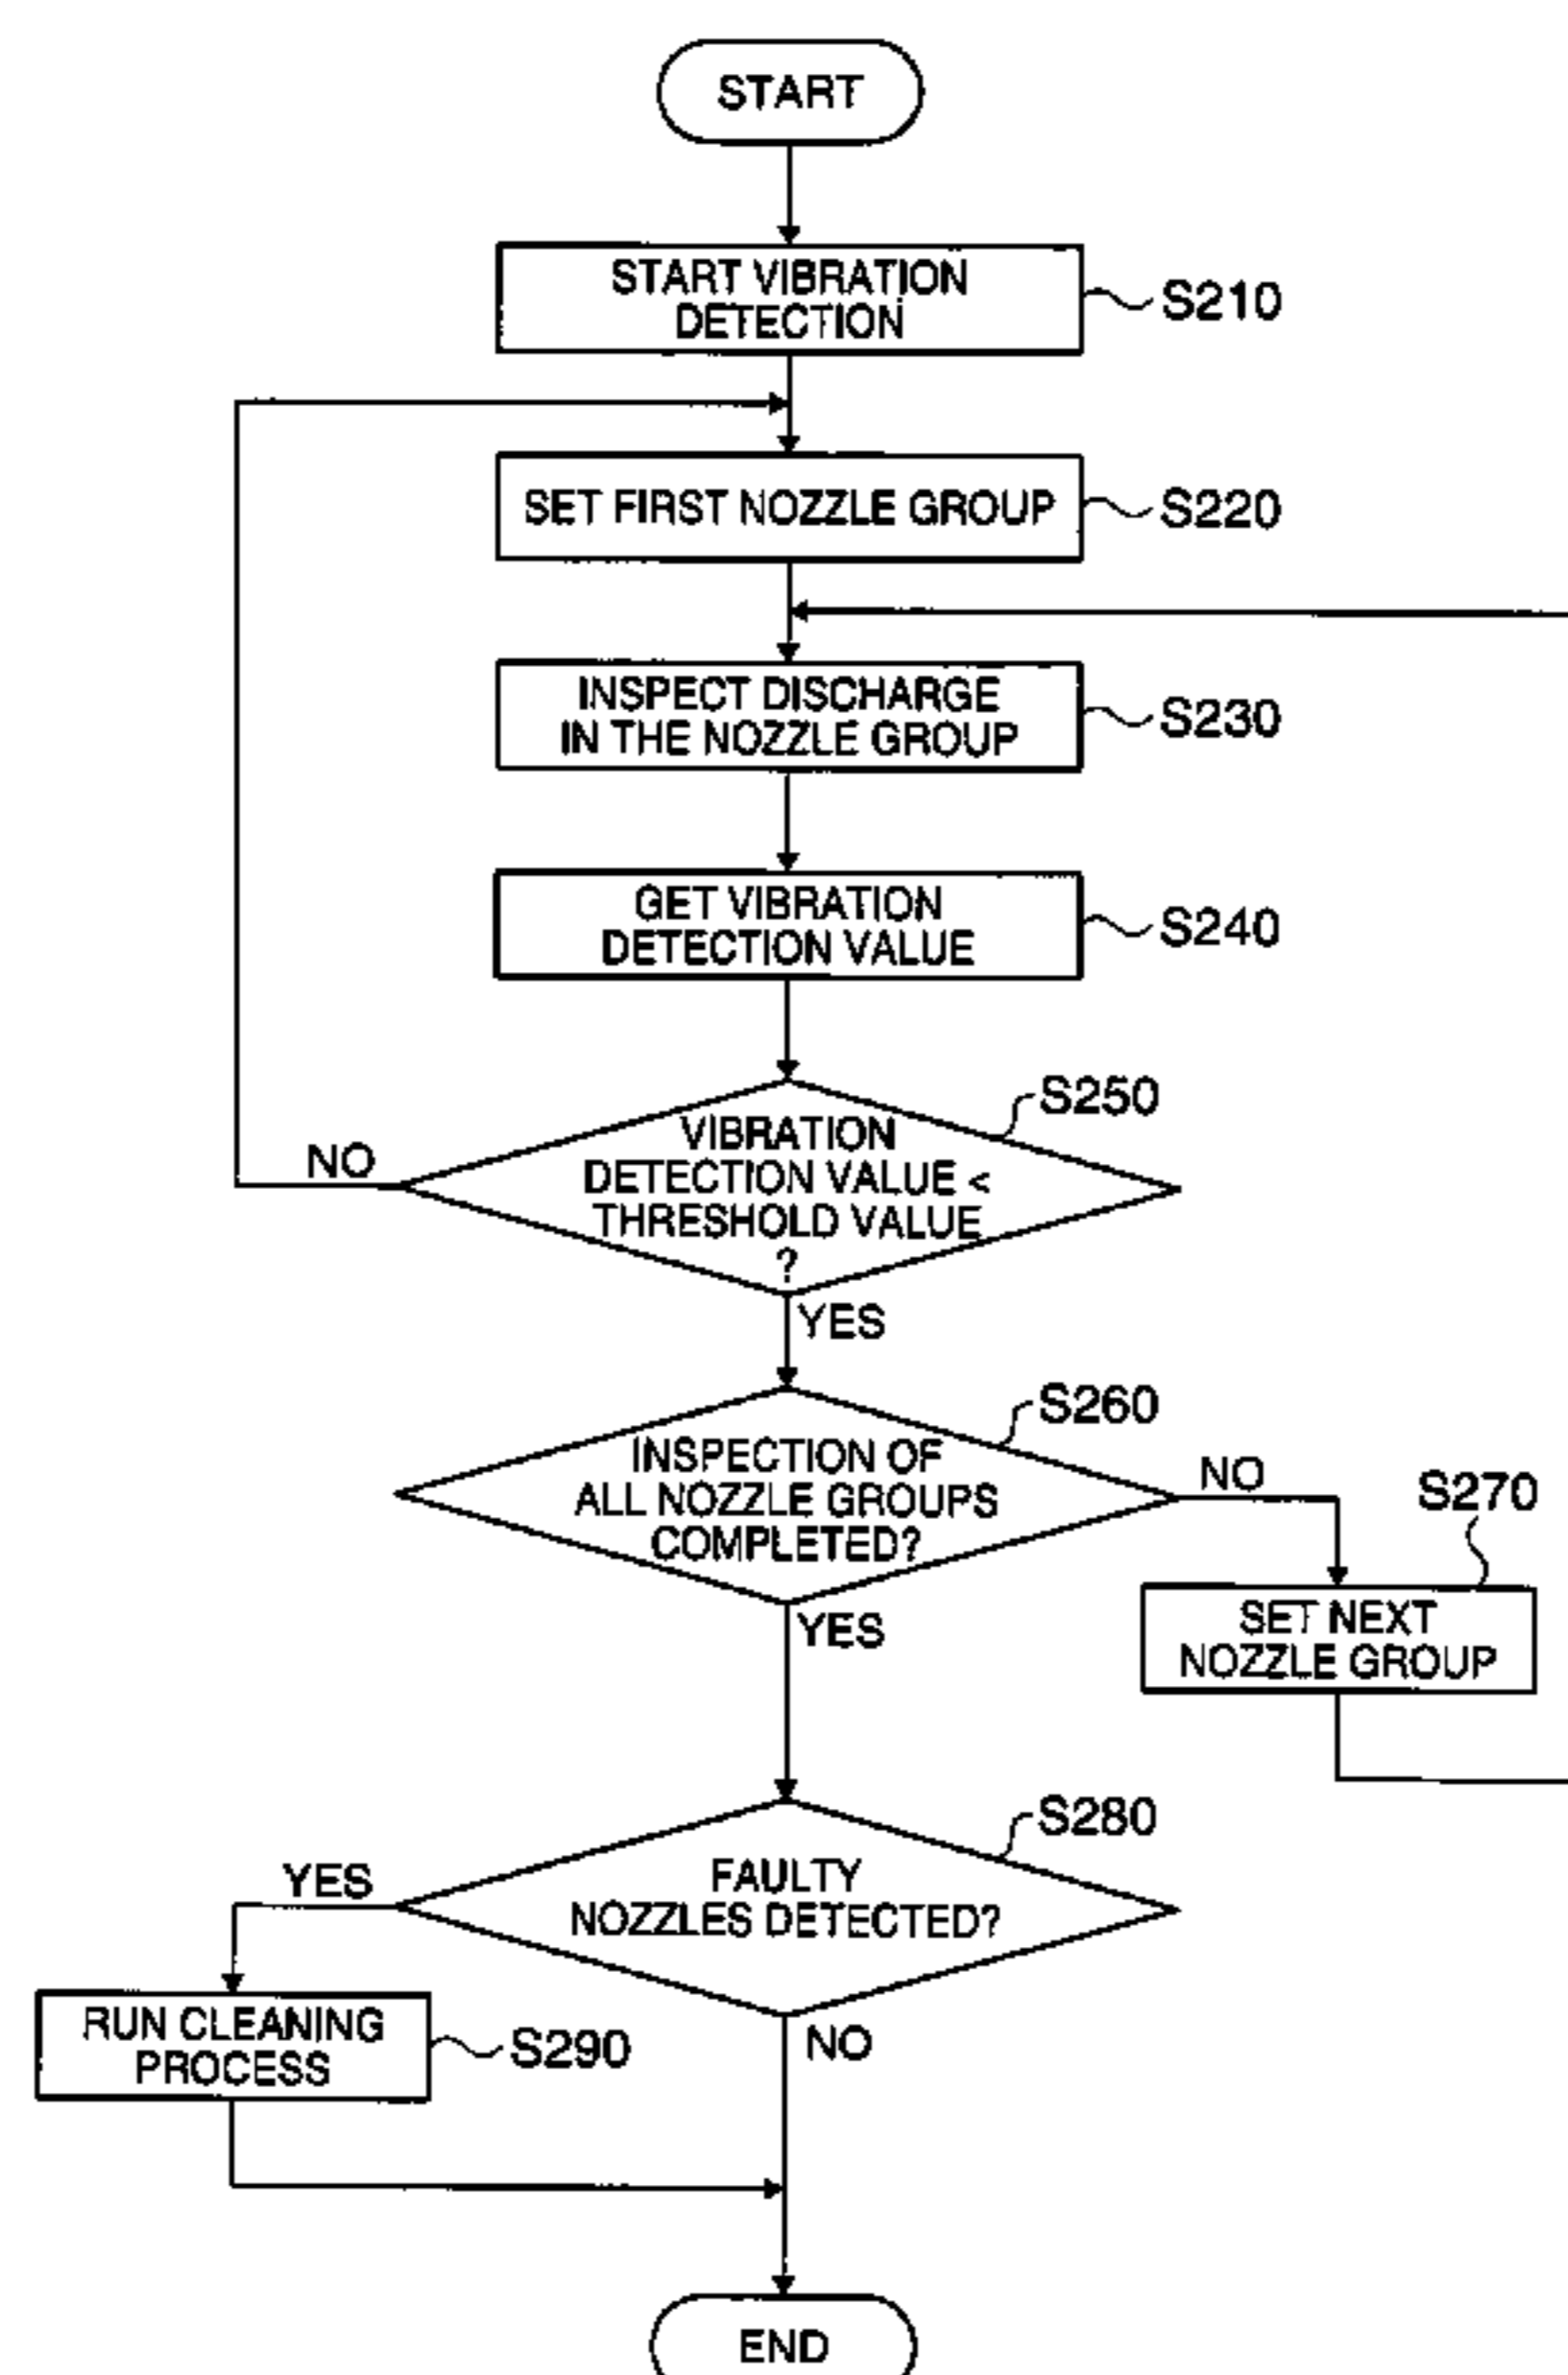 START
START VIBRATION
DETECTION
S210
SET FIRST NOZZLE GROUP
S220
INSPECT DISCHARGE
IN THE NOZZLE GROUP
S230
GET VIBRATION
DETECTION VALUE
S240
S250
VIBRATION
DETECTION VALUE <
THRESHOLD VALUE
?
NO
YES
S260
INSPECTION OF
ALL NOZZLE GROUPS
COMPLETED?
NO
S270
SET NEXT
NOZZLE GROUP
YES
S280
FAULTY
NOZZLES DETECTED?
YES
RUN CLEANING
PROCESS
S290
NO
END